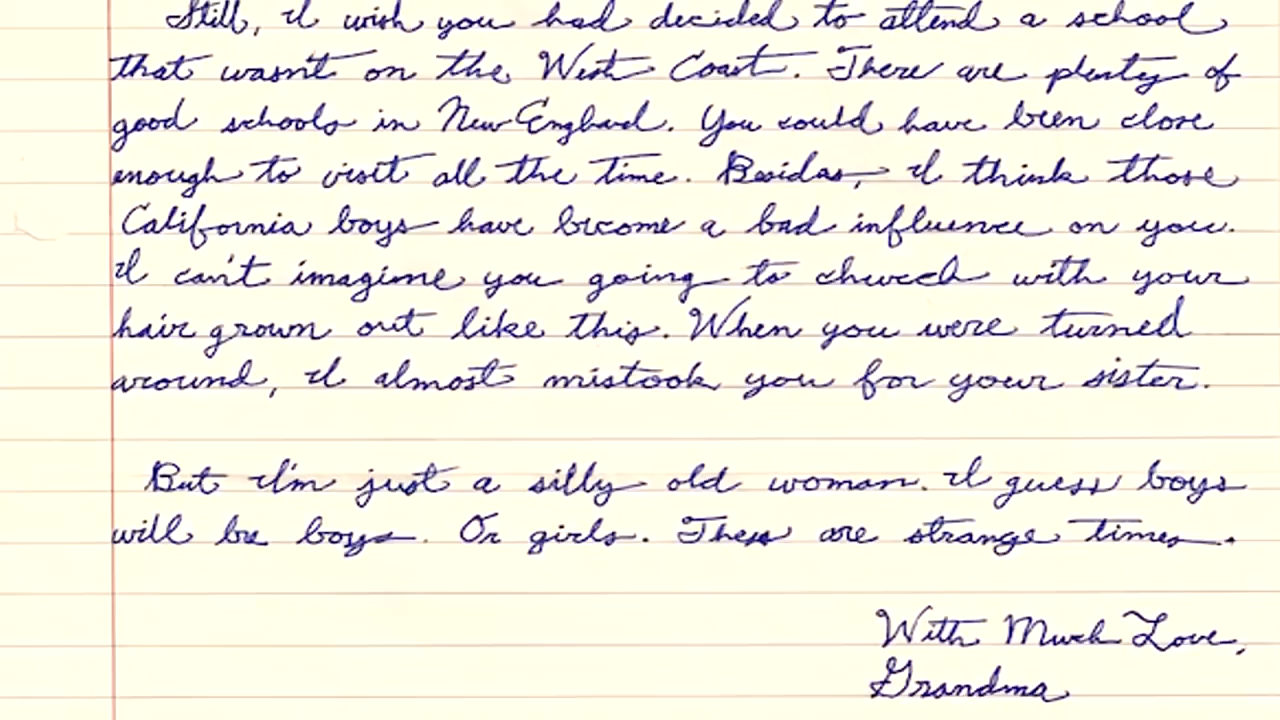 Still, I wish you had decided to attend a school
that wasn't on the West Coast. There are plenty of
good schools in New England. You could have been close
enough to visit all the time. Besides, I think those
California boys have become a bad influence on you.
I can't imagine you going to church with your
hair grown out like this. When you were turned
around, I almost mistook you for your sister.
But I'm just a silly old woman. I guess boys
will be boys. Or girls. These are strange times.
With Much Love,
Grandma